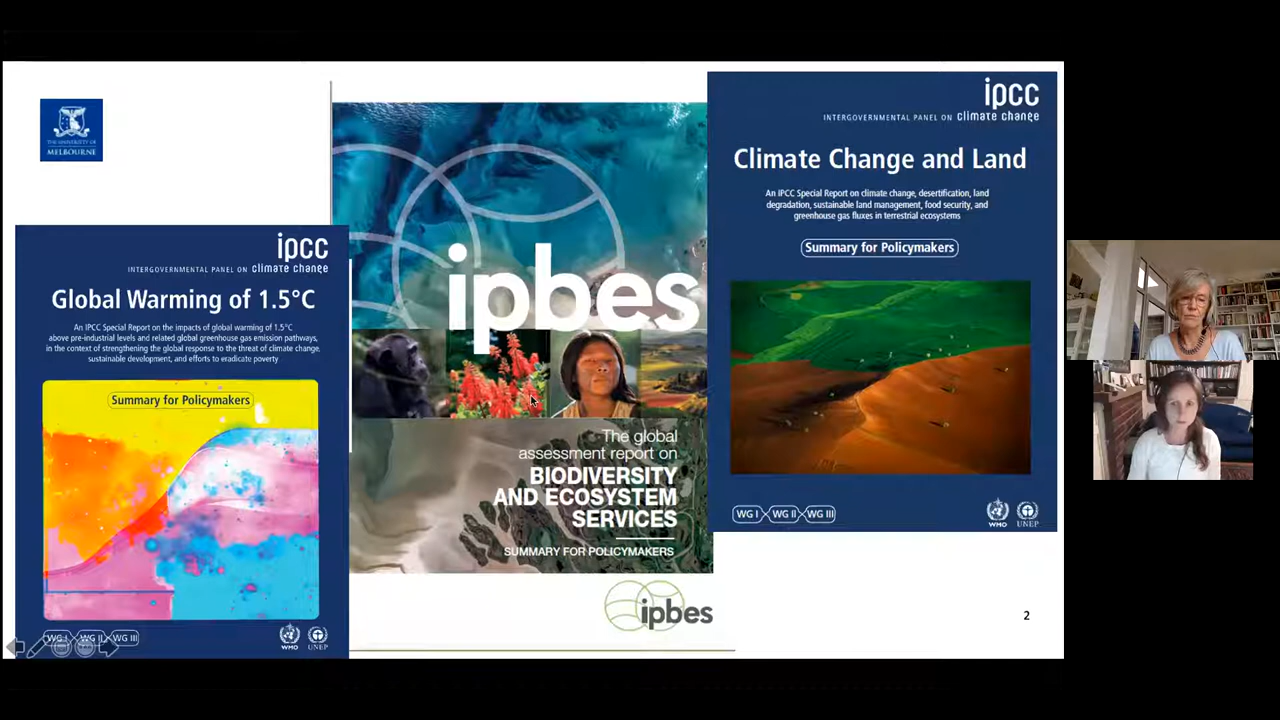 THE UNIVERSITY OF
MELBOURNE
ipcc
INTERGOVERNMENTAL PANEL ON climate change
Global Warming of 1.5°C
An IPCC Special Report on the impacts of global warming of 1.5°C
above pre-industrial levels and related global greenhouse gas emission pathways,
in the context of strengthening the global response to the threat of climate change,
sustainable development, and efforts to eradicate poverty
Summary for Policymakers
WG I WG II WG III
WMO UNEP
ipbes
The global
assessment report on
BIODIVERSITY
AND ECOSYSTEM
SERVICES
SUMMARY FOR POLICYMAKERS
ipbes
ipcc
INTERGOVERNMENTAL PANEL ON climate change
Climate Change and Land
An IPCC Special Report on climate change, desertification, land
degradation, sustainable land management, food security, and
greenhouse gas fluxes in terrestrial ecosystems
Summary for Policymakers
WG I WG II WG III
WMO UNEP
2